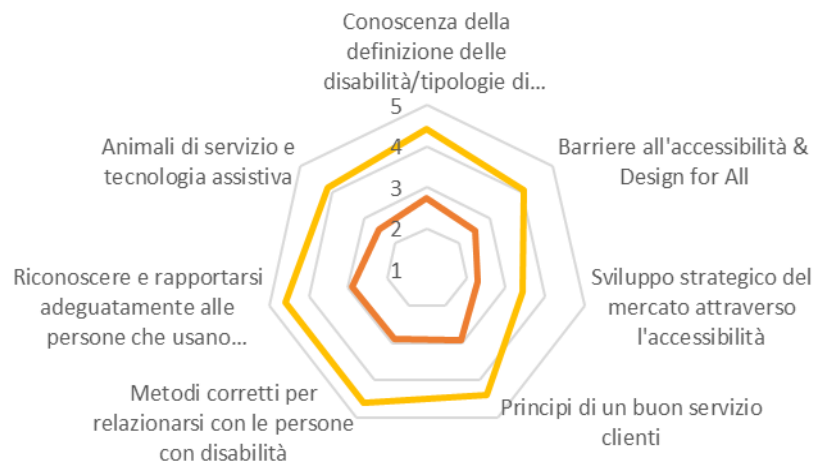 Conoscenza della
definizione delle
disabilità/tipologie di...
Barriere all'accessibilità &
Design for All
Sviluppo strategico del
mercato attraverso
l'accessibilità
Principi di un buon servizio
clienti
Metodi corretti per
relazionarsi con le persone
con disabilità
Riconoscere e rapportarsi
adeguatamente alle
persone che usano...
Animali di servizio e
tecnologia assistiva
5
4
3
2
1